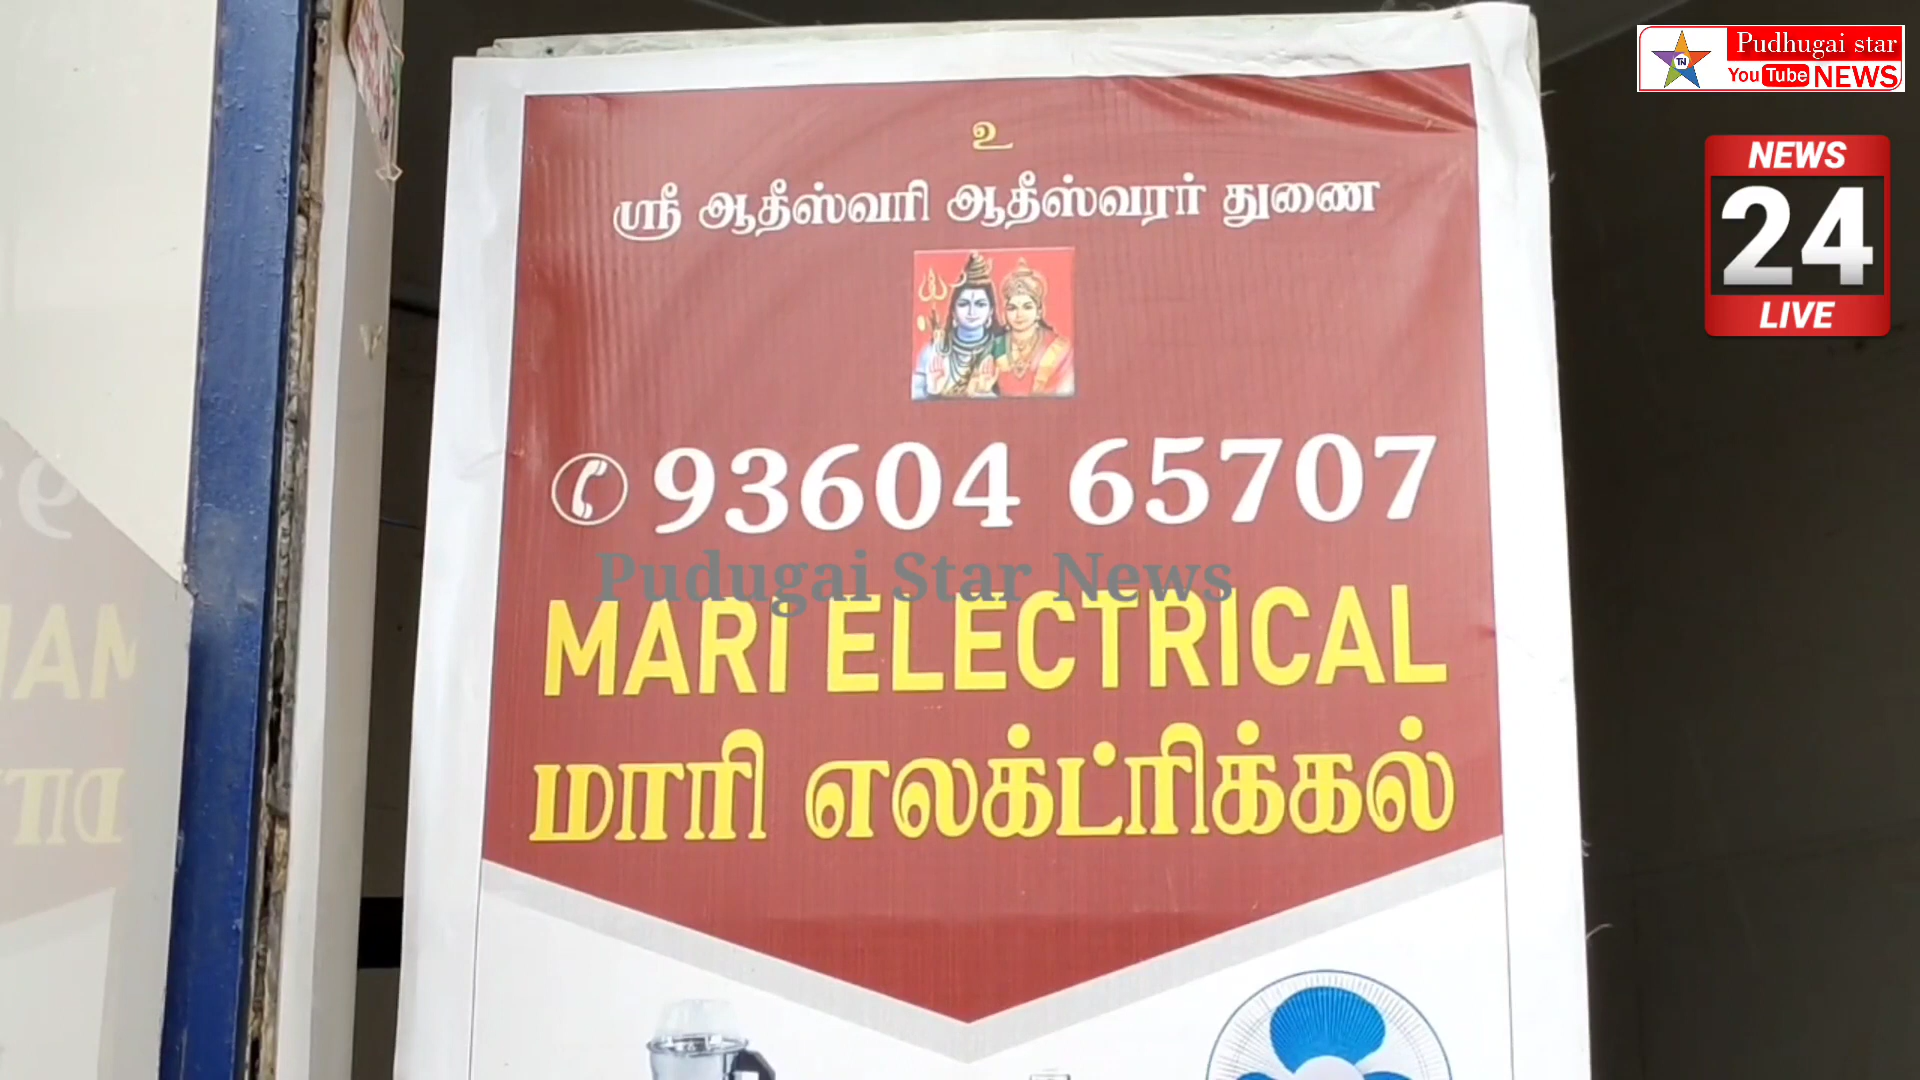 Pudhugai star
You Tube NEWS
TN
NEWS
24
LIVE
உ
ஸ்ரீ ஆதீஸ்வரி ஆதீஸ்வரர் துணை
93604 65707
Pudugai Star News
MARI ELECTRICAL
மாரி எலக்ட்ரிக்கல்